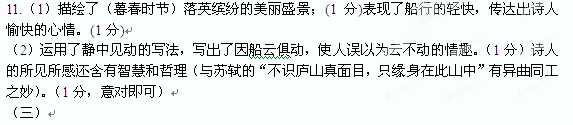 11.（1）描绘了（暮春时节）落英缤纷的美丽盛景；(1 分)表现了船行的轻快，传达出诗人
愉快的心情。(1分)
（2）运用了静中见动的写法，写出了因船云俱动，使人误以为云不动的情趣。(1分）诗人
的所见所感还含有智慧和哲理（与苏轼的“不识庐山真面目，只缘身在此山中”有异曲同工
之妙）。(1分，意对即可）
（三）